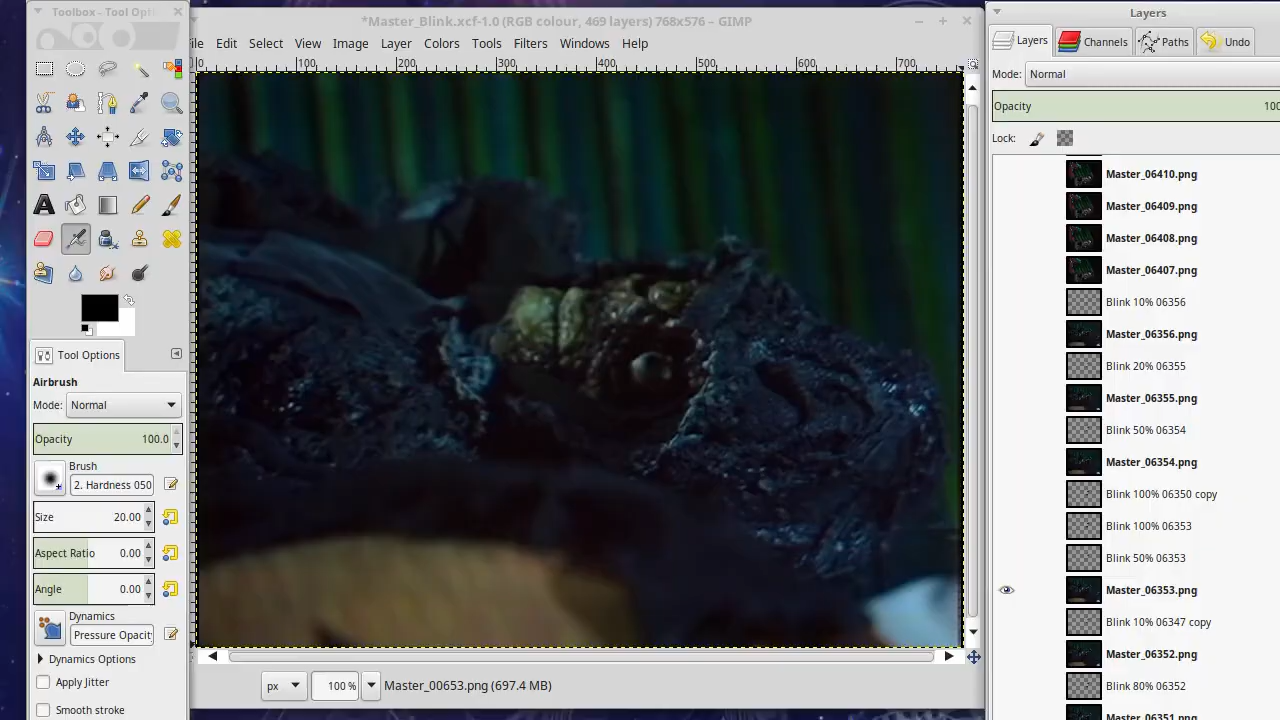 Toolbox - Tool Opti
*Master_Blink.xcf-1.0 (RGB colour, 469 layers) 768x576 – GIMP
ile Edit Select View Image Layer Colors Tools Filters Windows Help
0 100 200 300 400 500 600 700
Tool Options
Airbrush
Mode: Normal
Opacity 100.0
Brush
2. Hardness 050
Size 20.00
Aspect Ratio 0.00
Angle 0.00
Dynamics
Pressure Opacit
Dynamics Options
Apply Jitter
Smooth stroke
px 100 % Master_00653.png (697.4 MB)
Layers
Layers Channels Paths Undo
Mode: Normal
Opacity 100
Lock:
Master_06410.png
Master_06409.png
Master_06408.png
Master_06407.png
Blink 10% 06356
Master_06356.png
Blink 20% 06355
Master_06355.png
Blink 50% 06354
Master_06354.png
Blink 100% 06350 copy
Blink 100% 06353
Blink 50% 06353
Master_06353.png
Blink 10% 06347 copy
Master_06352.png
Blink 80% 06352
Master_06351.png